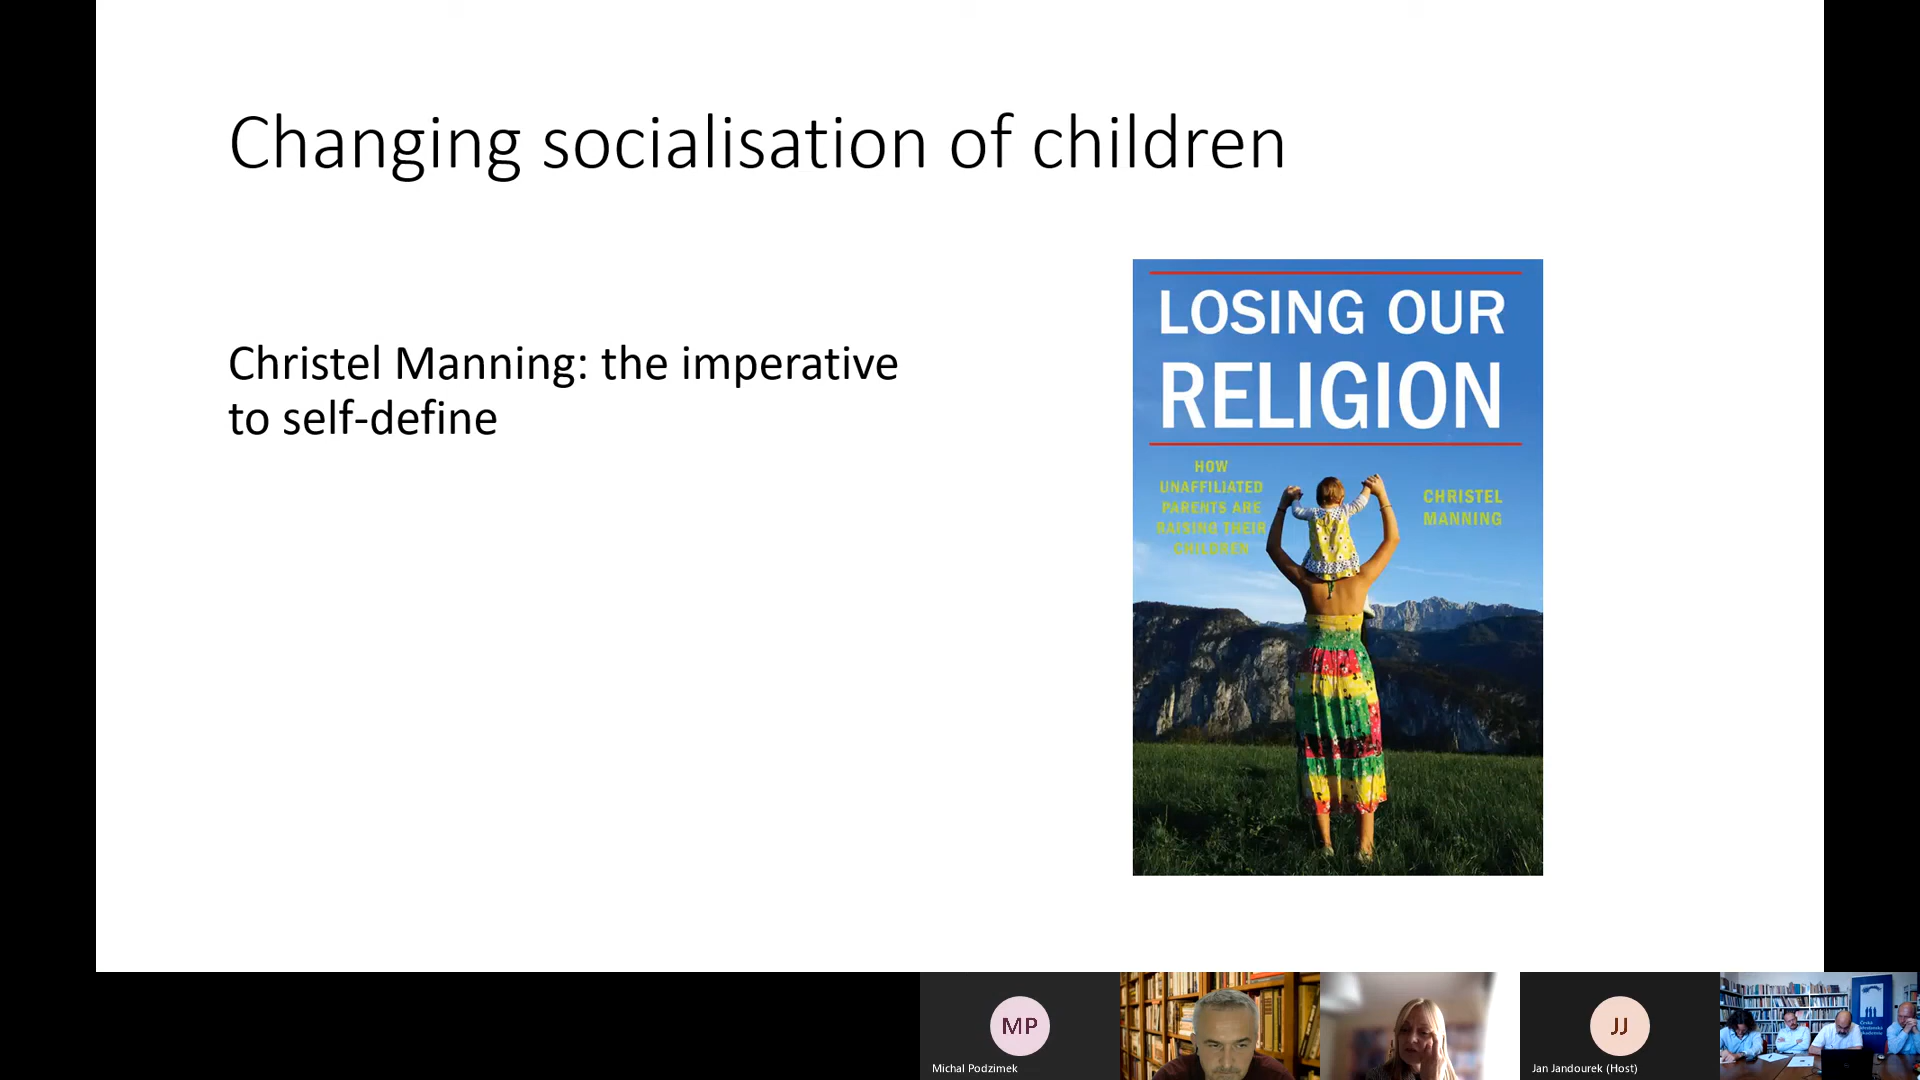 Changing socialisation of children
Christel Manning: the imperative
to self-define
LOSING OUR
RELIGION
HOW
UNAFFILIATED
PARENTS ARE
RAISING THEIR
CHILDREN
CHRISTEL
MANNING
MP
Michal Podzimek
JJ
Jan Jandourek (Host)